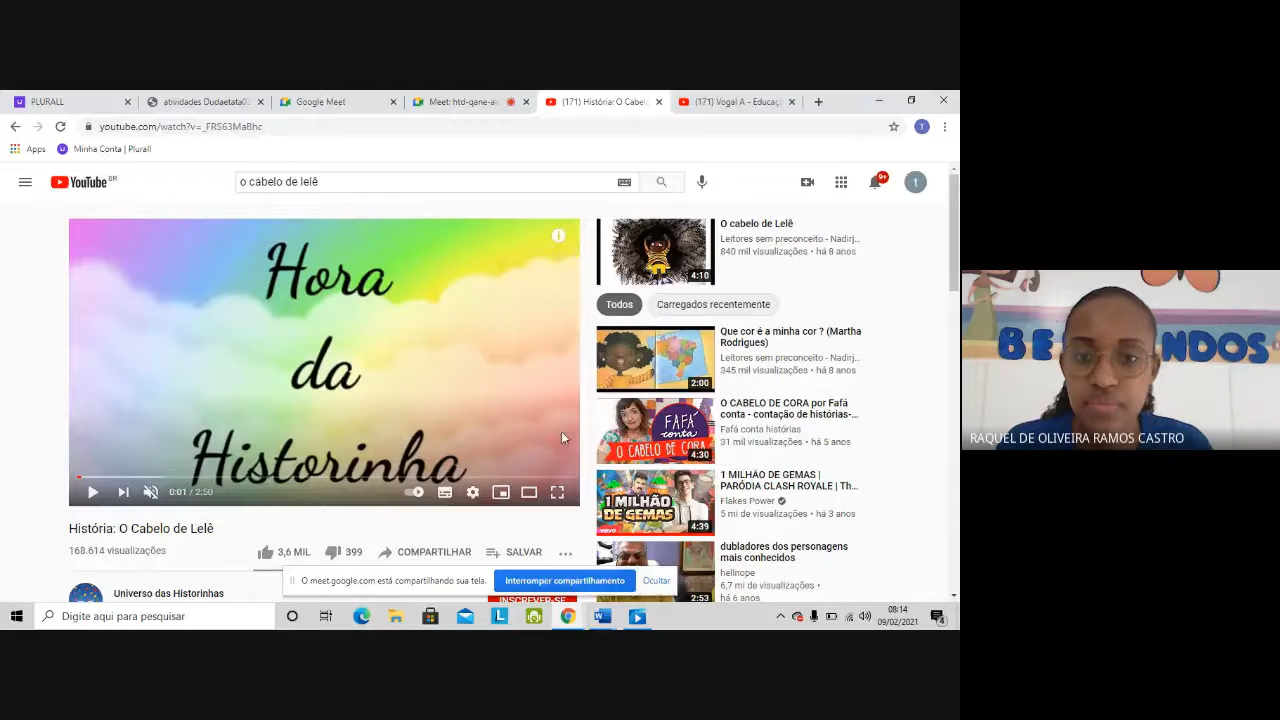 PLURALL
atividades Dudaetata02
Google Meet
Meet: htd-qane-ak
(171) História: O Cabel
(171) Vogal A - Educaç
youtube.com/watch?v=_FRS63MaBhc
T
Apps
Minha Conta | Plurall
YouTube BR
o cabelo de lelê
9+
t
Hora
da
Historinha
0:01 / 2:50
História: O Cabelo de Lelê
168.614 visualizações
3,6 MIL
399
COMPARTILHAR
SALVAR
Universo das Historinhas
INSCREVER-SE
O cabelo de Lelê
Leitores sem preconceito - Nadirj...
840 mil visualizações • há 8 anos
4:10
Todos
Carregados recentemente
Que cor é a minha cor ? (Martha
Rodrigues)
Leitores sem preconceito - Nadirj...
345 mil visualizações • há 8 anos
2:00
O CABELO DE CORA por Fafá
conta - contação de histórias-...
Fafá conta histórias
31 mil visualizações • há 5 anos
FAFÁ
conta
O CABELO DE CORA
4:30
1 MILHÃO DE GEMAS |
PARÓDIA CLASH ROYALE | Th...
Flakes Power
5 mi de visualizações • há 3 anos
1 MILHÃO
DE GEMAS
vevo
4:39
dubladores dos personagens
mais conhecidos
hellnope
6,7 mi de visualizações •
há 6 anos
2:53
O meet.google.com está compartilhando sua tela.
Interromper compartilhamento
Ocultar
Digite aqui para pesquisar
L
W
08:14
09/02/2021
4
BE
NDOS
RAQUEL DE OLIVEIRA RAMOS CASTRO